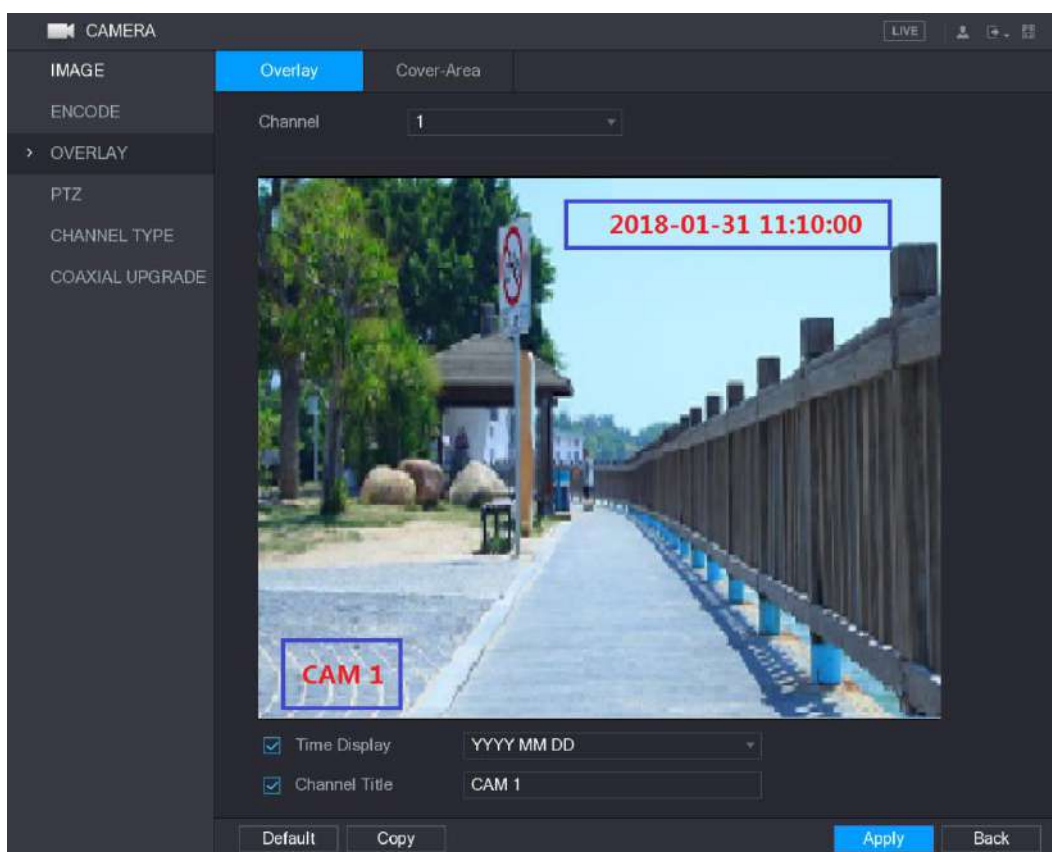 CAMERA
LIVE
IMAGE
ENCODE
OVERLAY
PTZ
CHANNEL TYPE
COAXIAL UPGRADE
Overlay Cover-Area
Channel 1
2018-01-31 11:10:00
CAM 1
Time Display YYYY MM DD
Channel Title CAM 1
Default Copy Apply Back